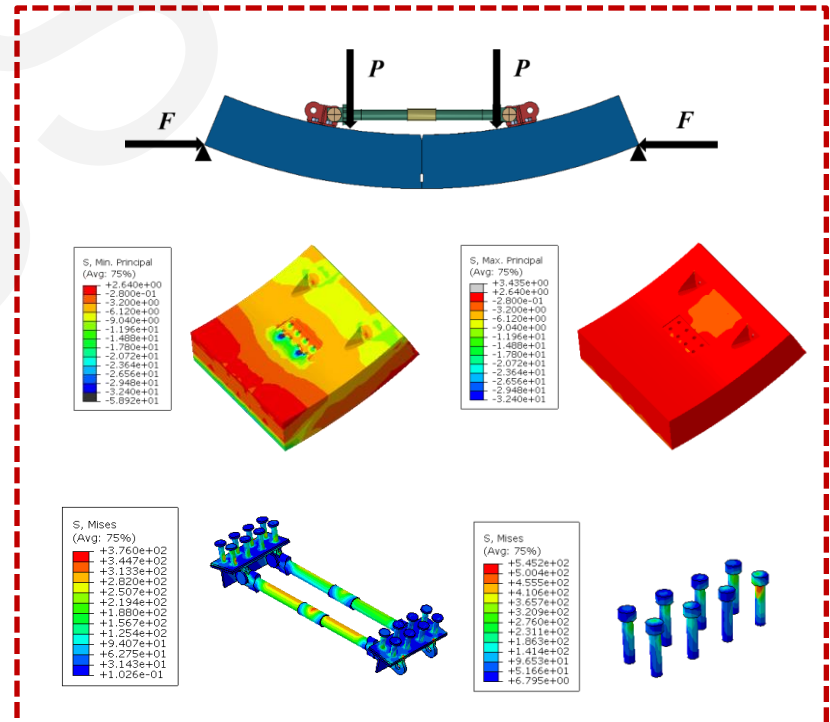 P P
F F
S, Min. Principal
(Avg: 75%)
+2.640e+00
-2.800e-01
-3.200e+00
-6.120e+00
-9.040e+00
-1.196e+01
-1.488e+01
-1.780e+01
-2.072e+01
-2.364e+01
-2.656e+01
-2.948e+01
-3.240e+01
-5.892e+01
S, Max. Principal
(Avg: 75%)
+3.435e+00
+2.640e+00
-2.800e-01
-3.200e+00
-6.120e+00
-9.040e+00
-1.196e+01
-1.488e+01
-1.780e+01
-2.072e+01
-2.364e+01
-2.656e+01
-2.948e+01
-3.240e+01
S, Mises
(Avg: 75%)
+3.760e+02
+3.447e+02
+3.133e+02
+2.820e+02
+2.507e+02
+2.194e+02
+1.880e+02
+1.567e+02
+1.254e+02
+9.407e+01
+6.275e+01
+3.143e+01
+1.026e-01
S, Mises
(Avg: 75%)
+5.452e+02
+5.004e+02
+4.555e+02
+4.106e+02
+3.657e+02
+3.209e+02
+2.760e+02
+2.311e+02
+1.863e+02
+1.414e+02
+9.653e+01
+5.166e+01
+6.795e+00